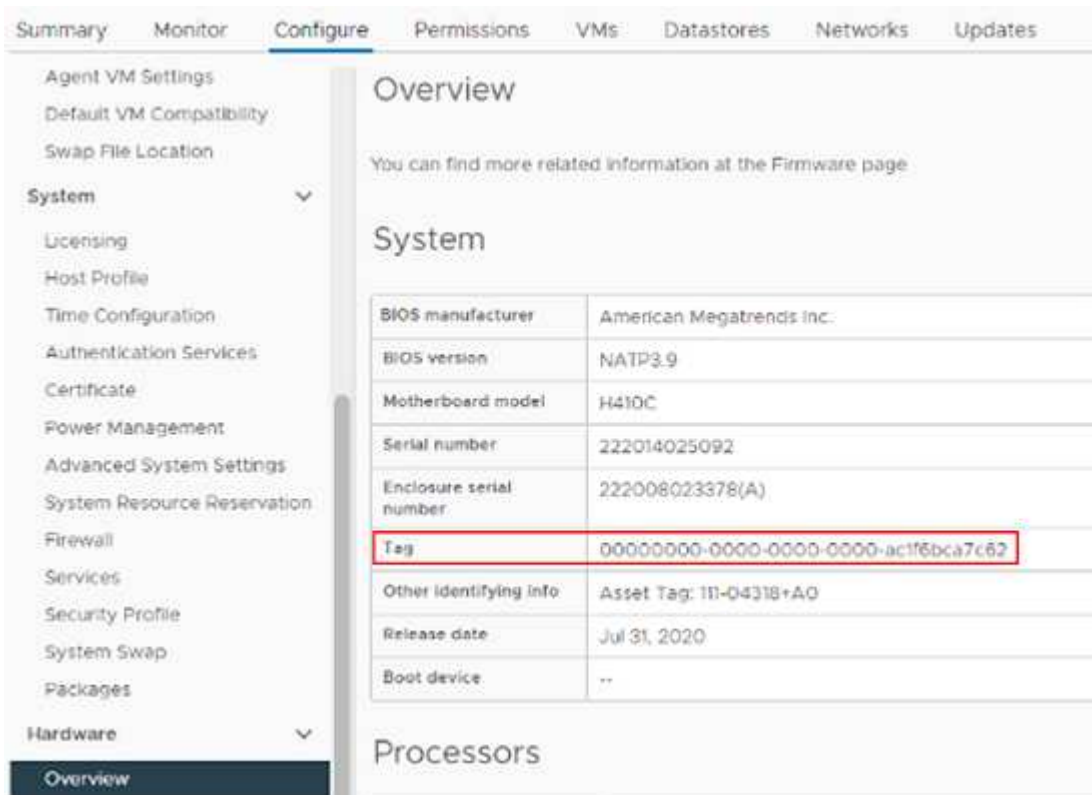 Summary Monitor Configure Permissions VMs Datastores Networks Updates
Agent VM Settings
Default VM Compatibility
Swap File Location
System
Licensing
Host Profile
Time Configuration
Authentication Services
Certificate
Power Management
Advanced System Settings
System Resource Reservation
Firewall
Services
Security Profile
System Swap
Packages
Hardware
Overview
Overview
You can find more related information at the Firmware page
System
BIOS manufacturer American Megatrends Inc.
BIOS version NATP3.9
Motherboard model H410C
Serial number 222014025092
Enclosure serial
number 222008023378(A)
Tag 00000000-0000-0000-0000-ac1f6bca7c62
Other identifying info Asset Tag: 111-04318+A0
Release date Jul 31, 2020
Boot device --
Processors